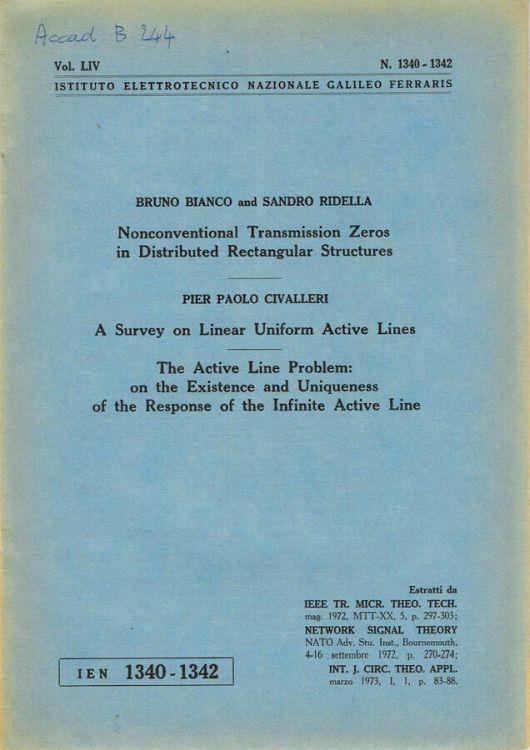 Accad. B. 244
Vol. LIV N. 1340-1342
ISTITUTO ELETTROTECNICO NAZIONALE GALILEO FERRARIS
BRUNO BIANCO and SANDRO RIDELLA
Nonconventional Transmission Zeros
in Distributed Rectangular Structures
PIER PAOLO CIVALLERI
A Survey on Linear Uniform Active Lines
The Active Line Problem:
on the Existence and Uniqueness
of the Response of the Infinite Active Line
Estratti da
IEEE TR. MICR. THEO. TECH.
mag. 1972, MTT-XX, 5, p. 297-303;
NETWORK SIGNAL THEORY
NATO Adv. Stu. Inst., Bournemouth,
4-16 settembre 1972, p. 270-274;
INT. J. CIRC. THEO. APPL.
marzo 1973, I, 1, p. 83-88.
IEN 1340-1342